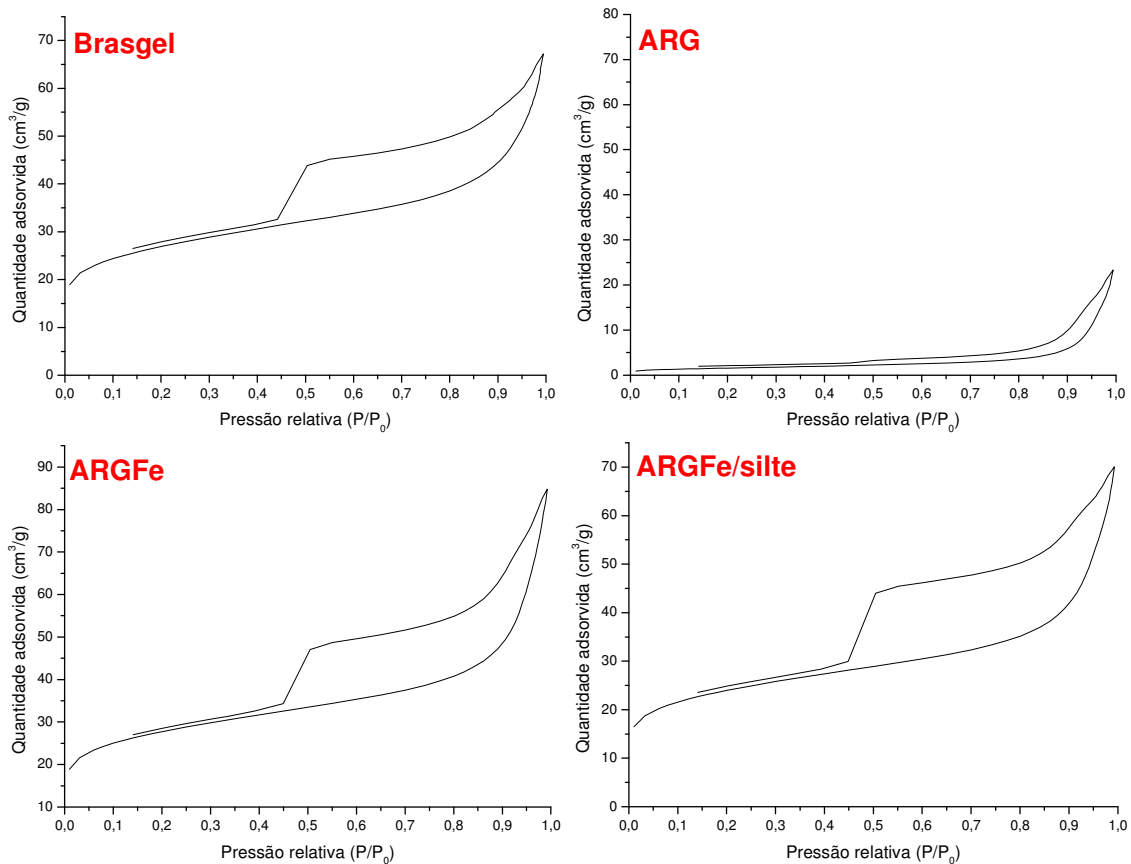 Brasgel
Quantidade adsorvida (cm³/g)
70
60
50
40
30
20
10
0
0,0 0,1 0,2 0,3 0,4 0,5 0,6 0,7 0,8 0,9 1,0
Pressão relativa (P/P₀)
ARG
Quantidade adsorvida (cm³/g)
80
70
60
50
40
30
20
10
0
0,0 0,1 0,2 0,3 0,4 0,5 0,6 0,7 0,8 0,9 1,0
Pressão relativa (P/P₀)
ARGFe
Quantidade adsorvida (cm³/g)
90
80
70
60
50
40
30
20
10
0,0 0,1 0,2 0,3 0,4 0,5 0,6 0,7 0,8 0,9 1,0
Pressão relativa (P/P₀)
ARGFe/silte
Quantidade adsorvida (cm³/g)
70
60
50
40
30
20
10
0
0,0 0,1 0,2 0,3 0,4 0,5 0,6 0,7 0,8 0,9 1,0
Pressão relativa (P/P₀)